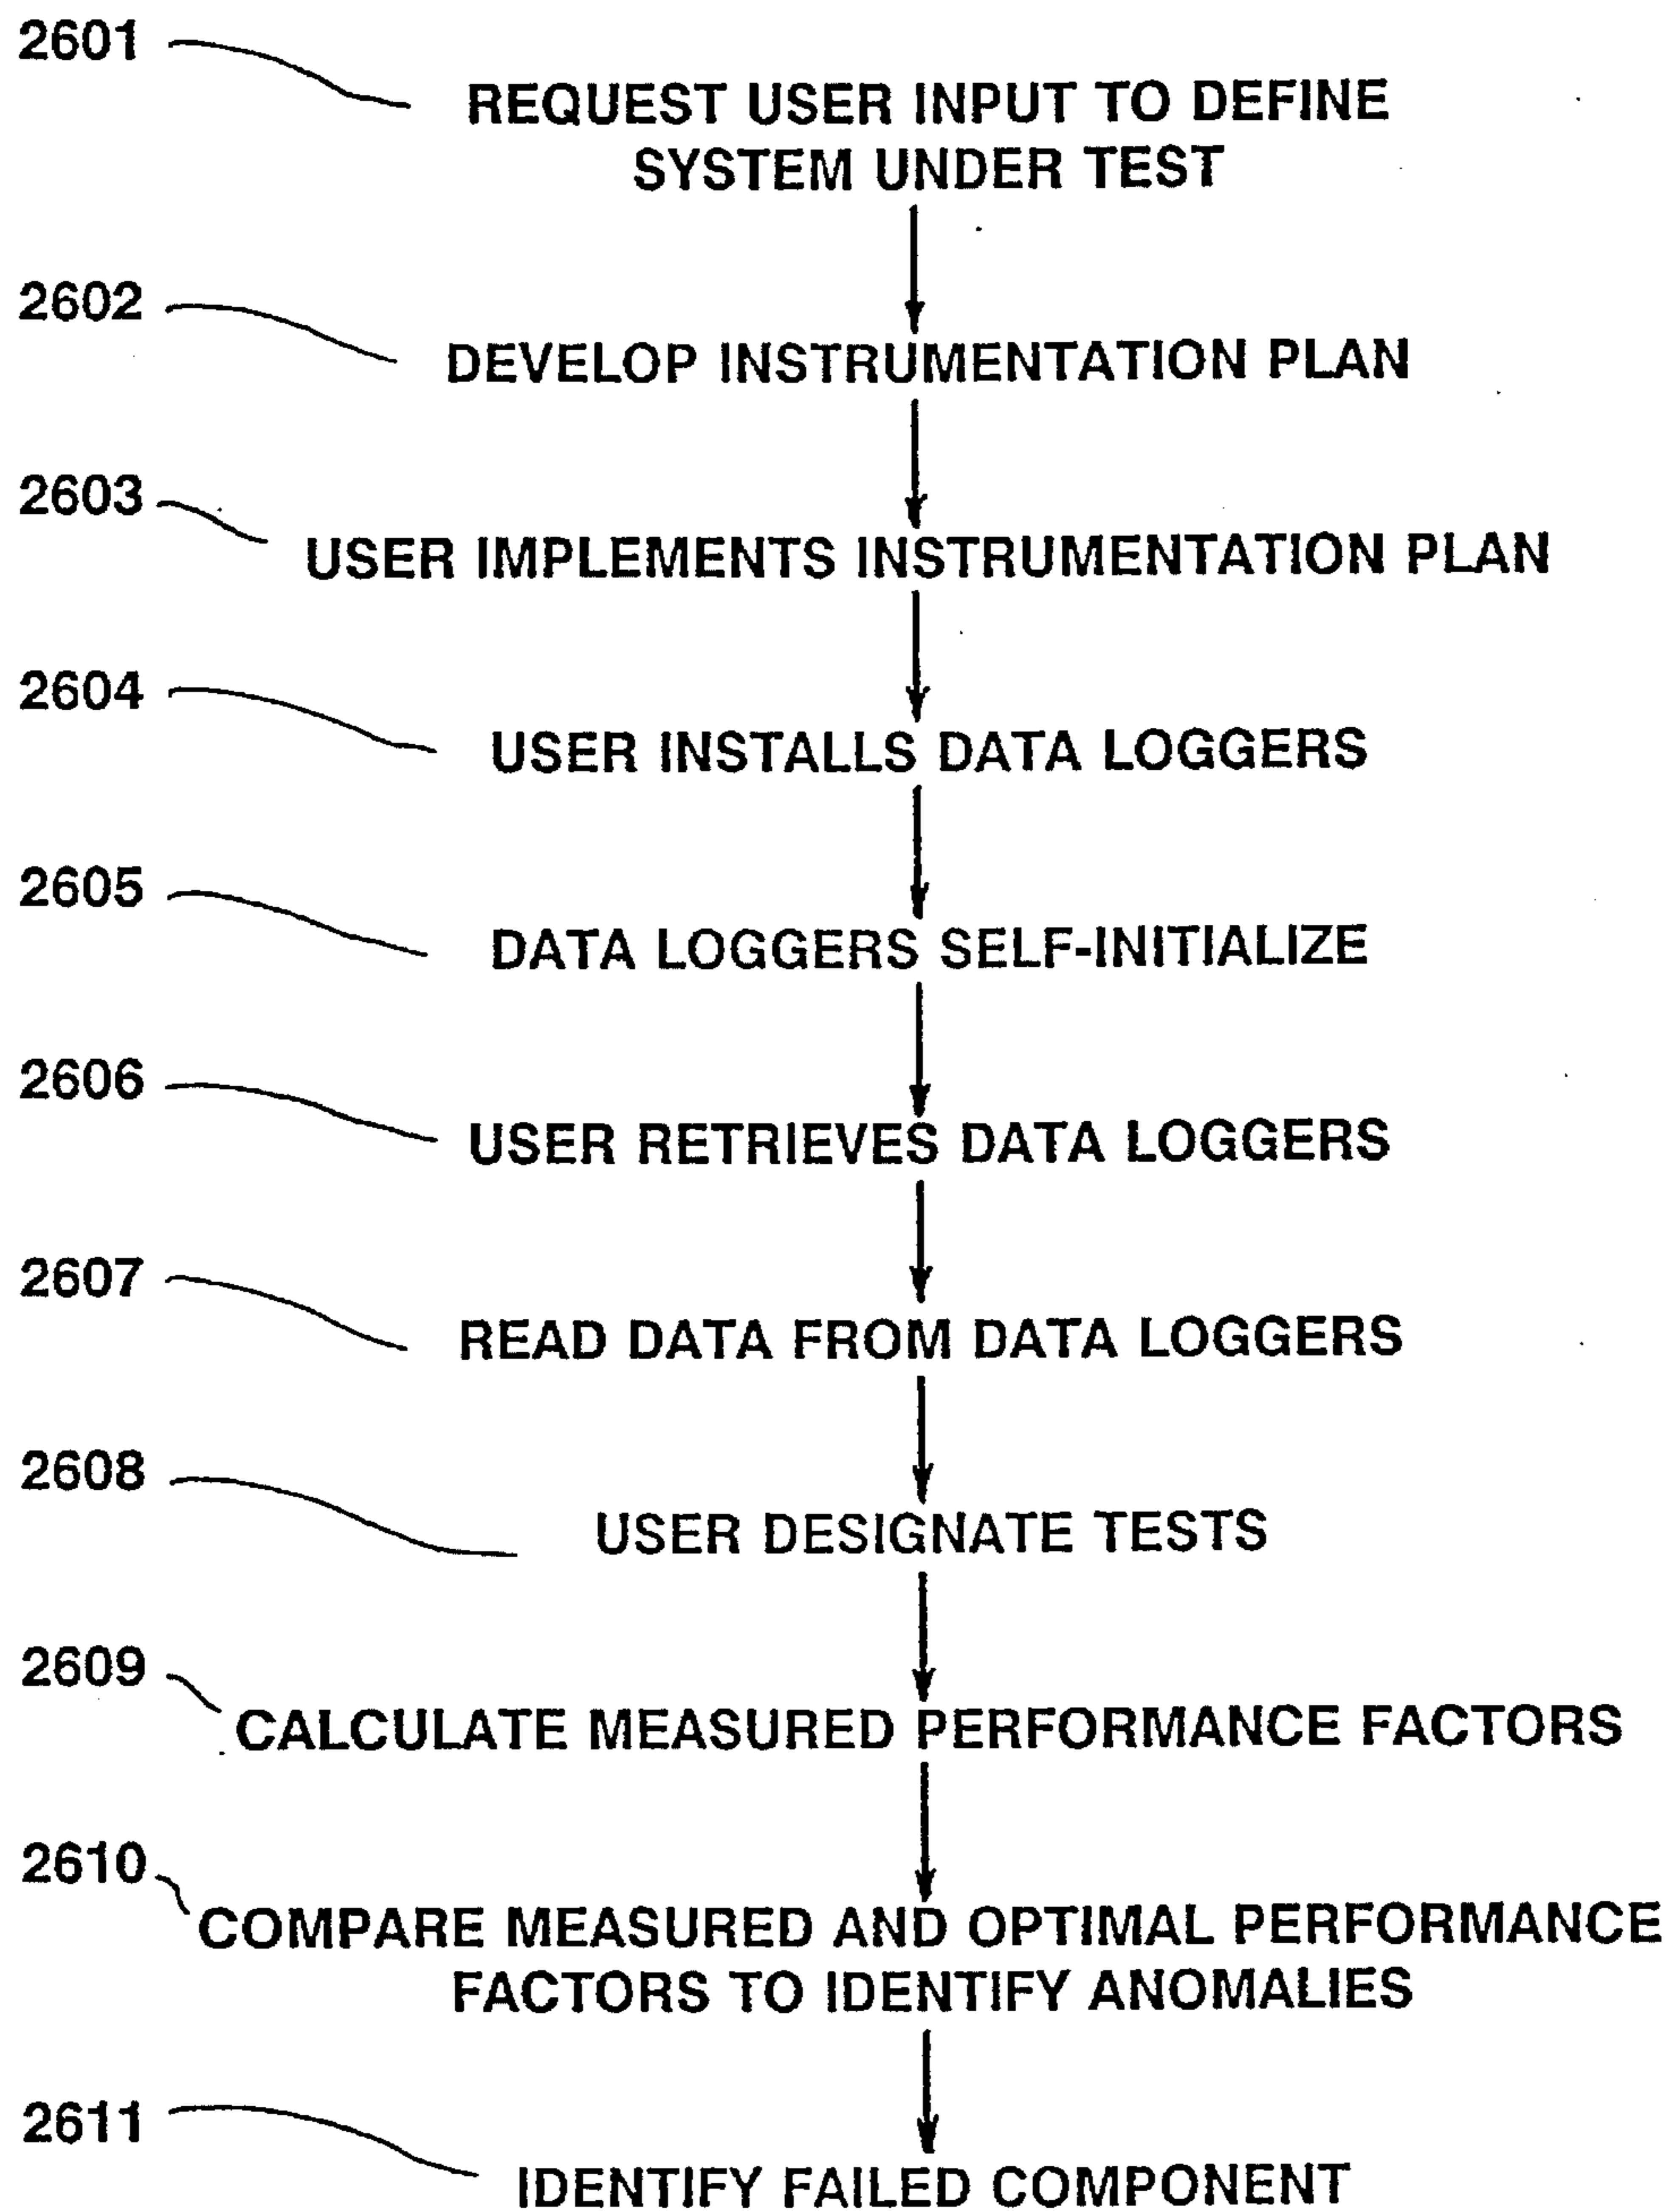 2601
REQUEST USER INPUT TO DEFINE
SYSTEM UNDER TEST
2602
DEVELOP INSTRUMENTATION PLAN
2603
USER IMPLEMENTS INSTRUMENTATION PLAN
2604
USER INSTALLS DATA LOGGERS
2605
DATA LOGGERS SELF-INITIALIZE
2606
USER RETRIEVES DATA LOGGERS
2607
READ DATA FROM DATA LOGGERS
2608
USER DESIGNATE TESTS
2609
CALCULATE MEASURED PERFORMANCE FACTORS
2610
COMPARE MEASURED AND OPTIMAL PERFORMANCE
FACTORS TO IDENTIFY ANOMALIES
2611
IDENTIFY FAILED COMPONENT